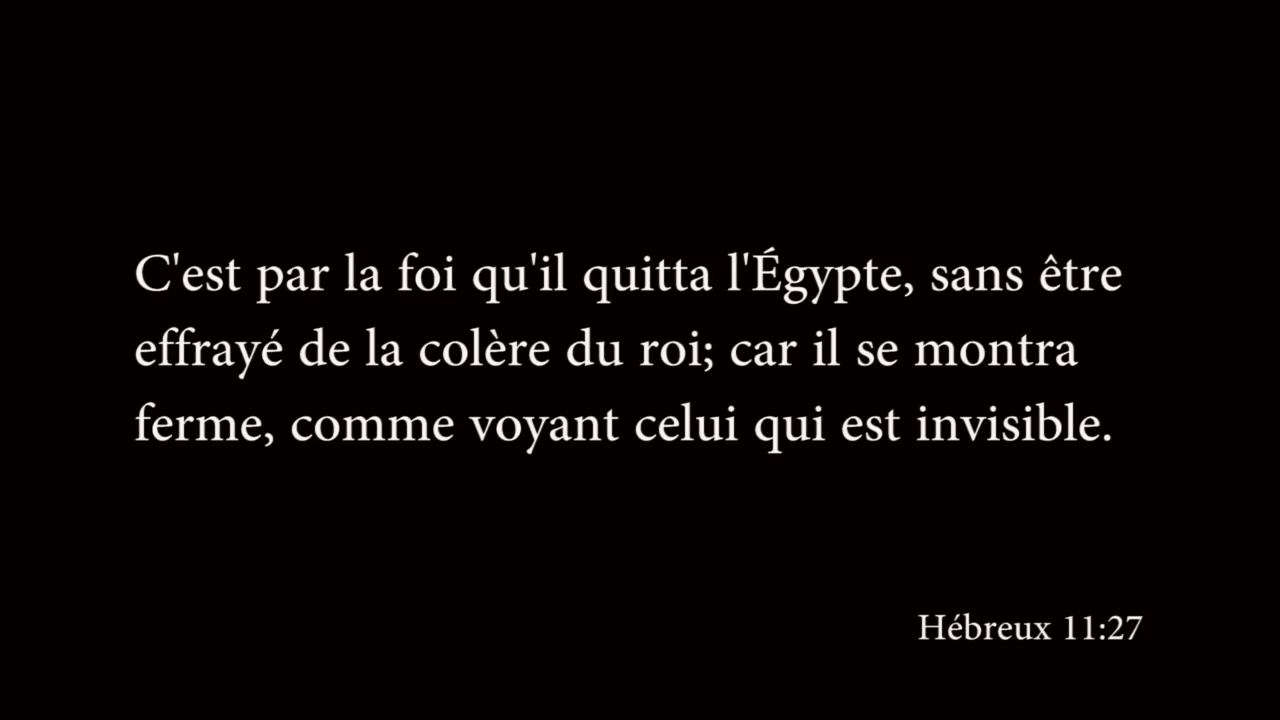 C'est par la foi qu'il quitta l'Égypte, sans être
effrayé de la colère du roi; car il se montra
ferme, comme voyant celui qui est invisible.
Hébreux 11:27